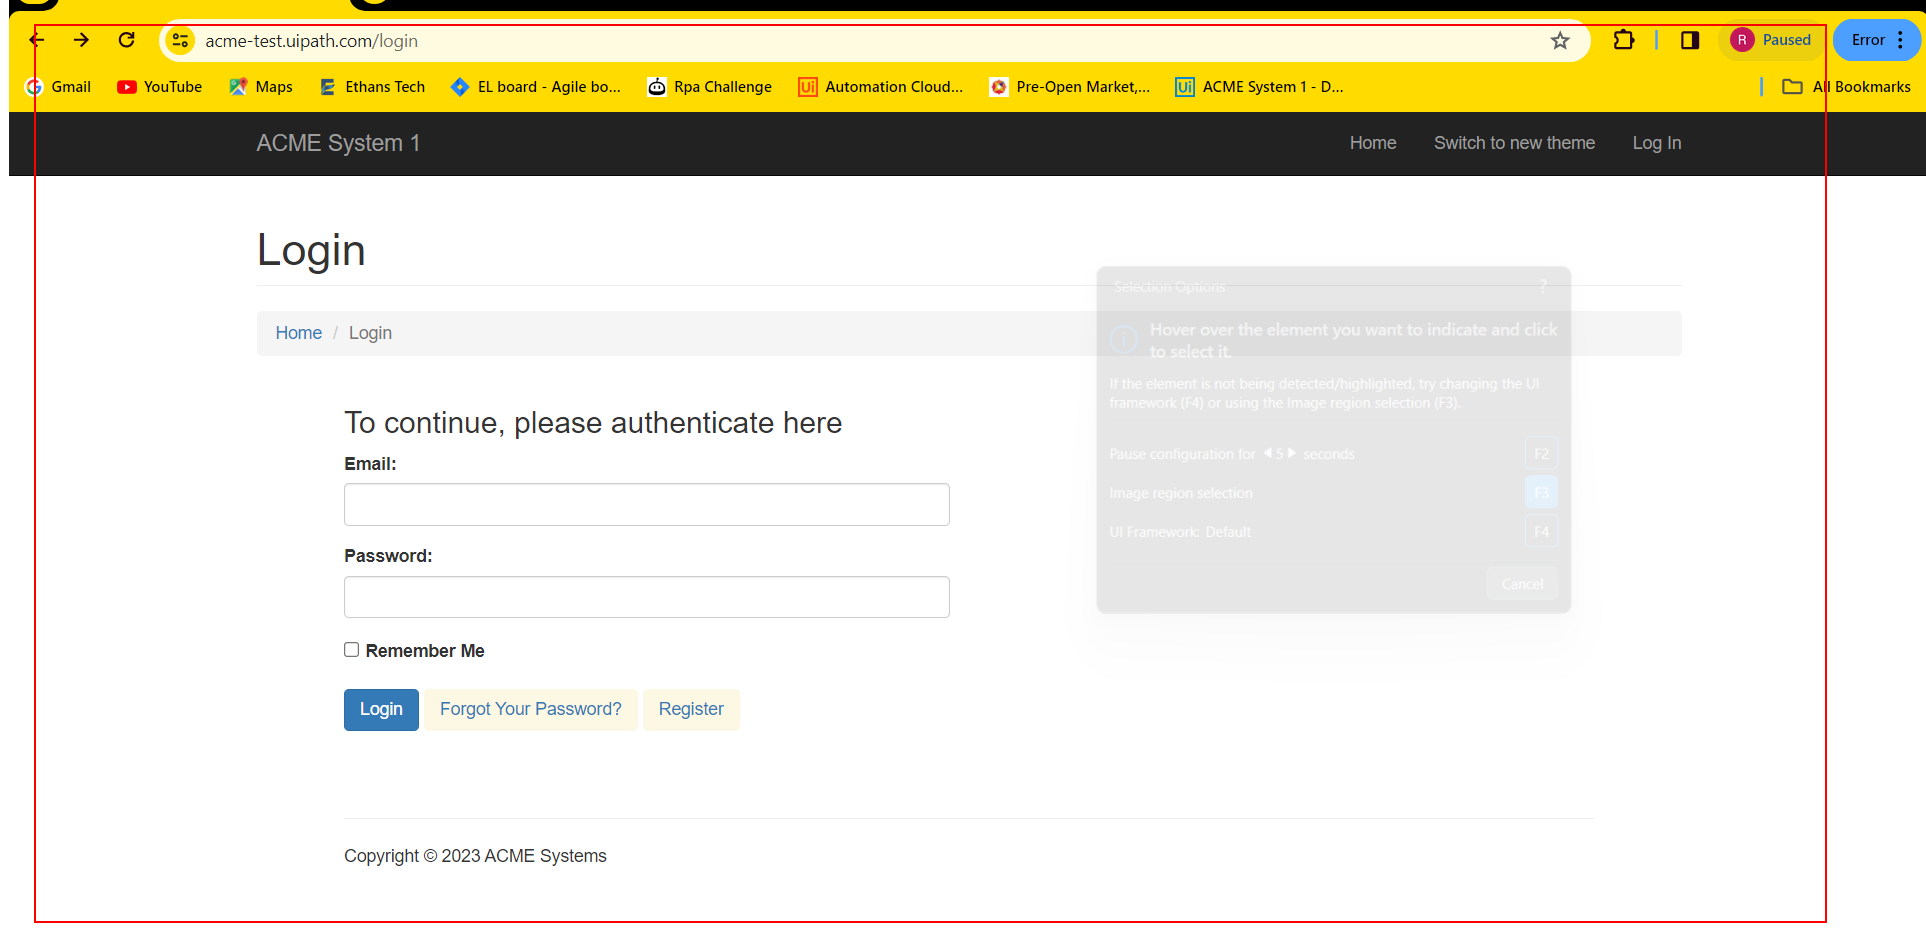 acme-test.uipath.com/login
R Paused
Error
Gmail
YouTube
Maps
Ethans Tech
EL board - Agile bo...
Rpa Challenge
Automation Cloud...
Pre-Open Market,...
ACME System 1 - D...
All Bookmarks
ACME System 1
Home
Switch to new theme
Log In
Login
Selection Options ?
Home / Login
Hover over the element you want to indicate and click
to select it.
If the element is not being detected/highlighted, try changing the UI
framework (F4) or using the Image region selection (F3).
To continue, please authenticate here
Email:
Pause configuration for 5 seconds F2
Image region selection F3
UI Framework: Default F4
Cancel
Password:
Remember Me
Login
Forgot Your Password?
Register
Copyright © 2023 ACME Systems